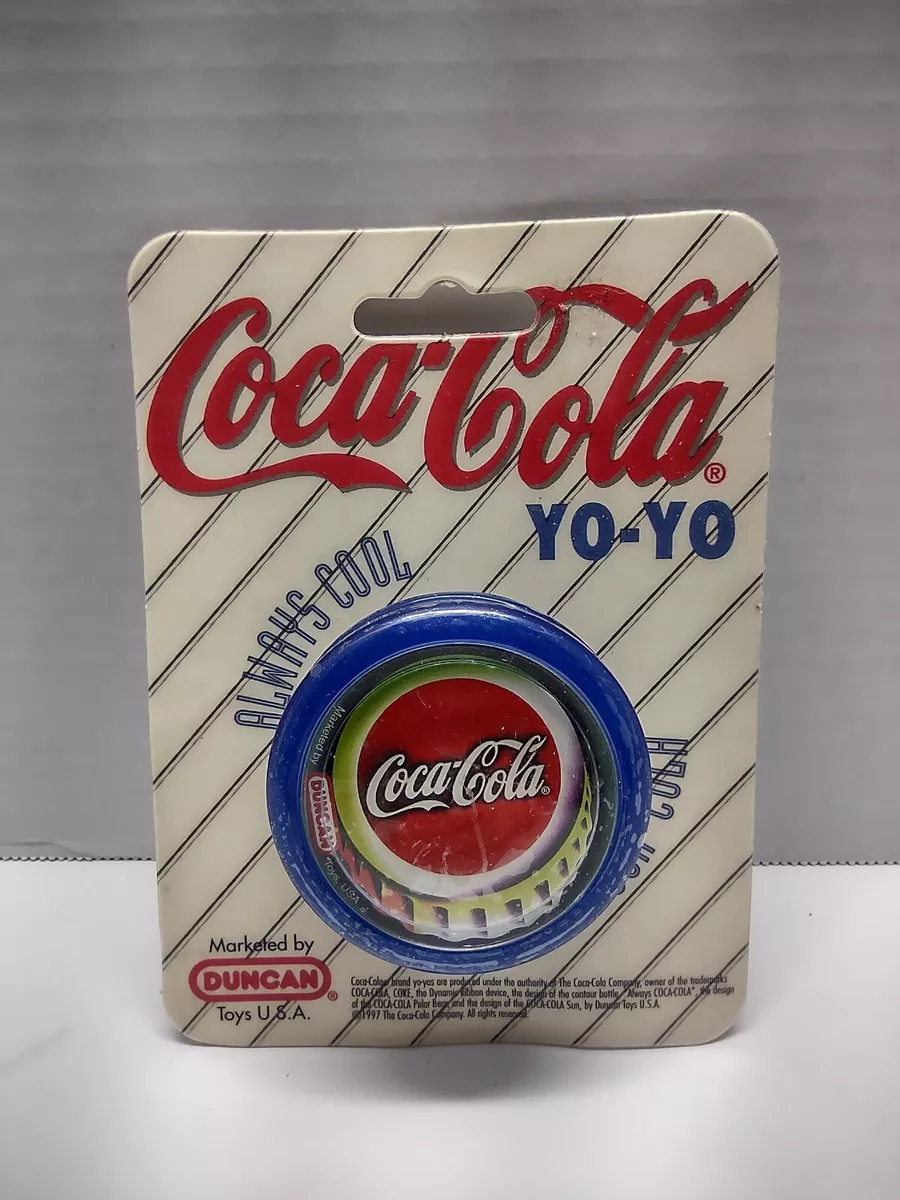 Coca-Cola®
YO-YO
ALWAYS COOL
COLA
Marketed by
DUNCAN
Toys, USA
Coca-Cola®
Marketed by
DUNCAN®
Toys U.S.A.
Coca-Cola® brand yo-yos are produced under the authority of The Coca-Cola Company, owner of the trademarks
COCA-COLA, COKE, the Dynamic Ribbon device, the design of the contour bottle, "Always COCA-COLA", the design
of the COCA-COLA Polar Bear, and the design of the COCA-COLA Sun, by Duncan Toys U.S.A.
©1997 The Coca-Cola Company. All rights reserved.